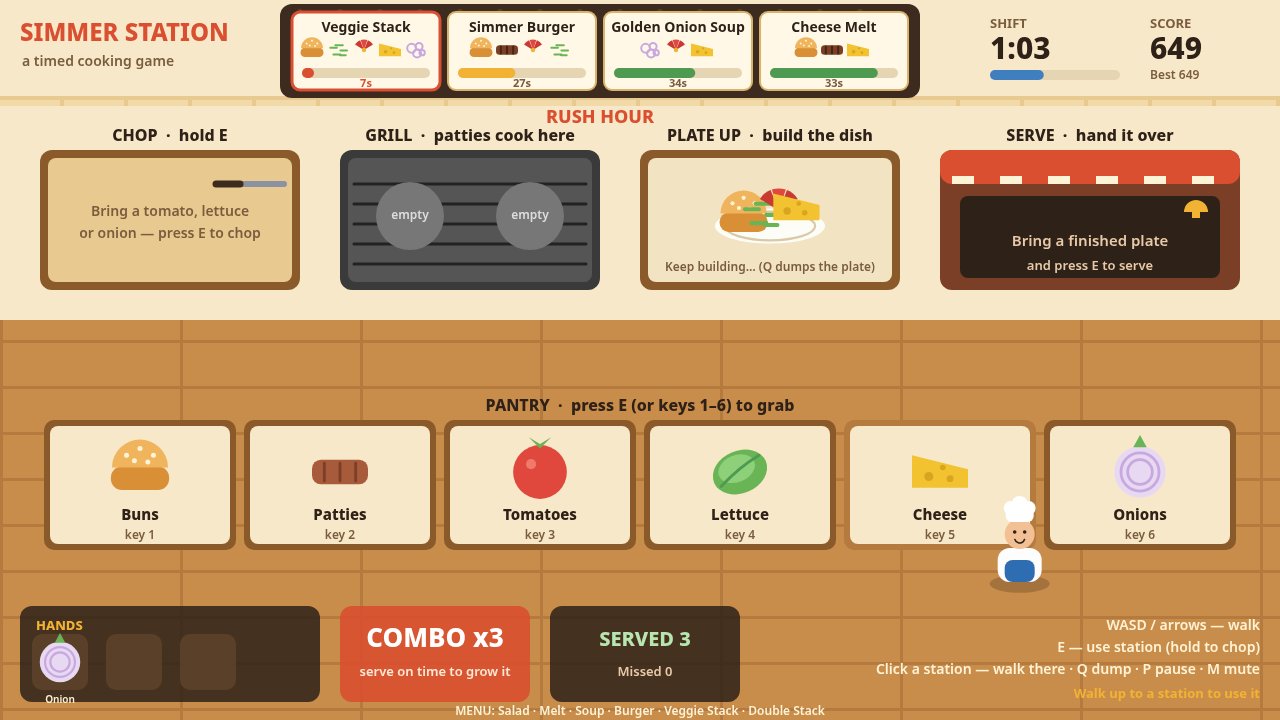 SIMMER STATION
a timed cooking game
Veggie Stack
7s
Simmer Burger
27s
Golden Onion Soup
34s
Cheese Melt
33s
SHIFT
1:03
SCORE
649
Best 649
RUSH HOUR
CHOP · hold E
GRILL · patties cook here
PLATE UP · build the dish
SERVE · hand it over
Bring a tomato, lettuce
or onion — press E to chop
empty
empty
Keep building... (Q dumps the plate)
Bring a finished plate
and press E to serve
PANTRY · press E (or keys 1–6) to grab
Buns
key 1
Patties
key 2
Tomatoes
key 3
Lettuce
key 4
Cheese
key 5
Onions
key 6
HANDS
Onion
COMBO x3
serve on time to grow it
SERVED 3
Missed 0
WASD / arrows — walk
E — use station (hold to chop)
Click a station — walk there · Q dump · P pause · M mute
Walk up to a station to use it
MENU: Salad · Melt · Soup · Burger · Veggie Stack · Double Stack